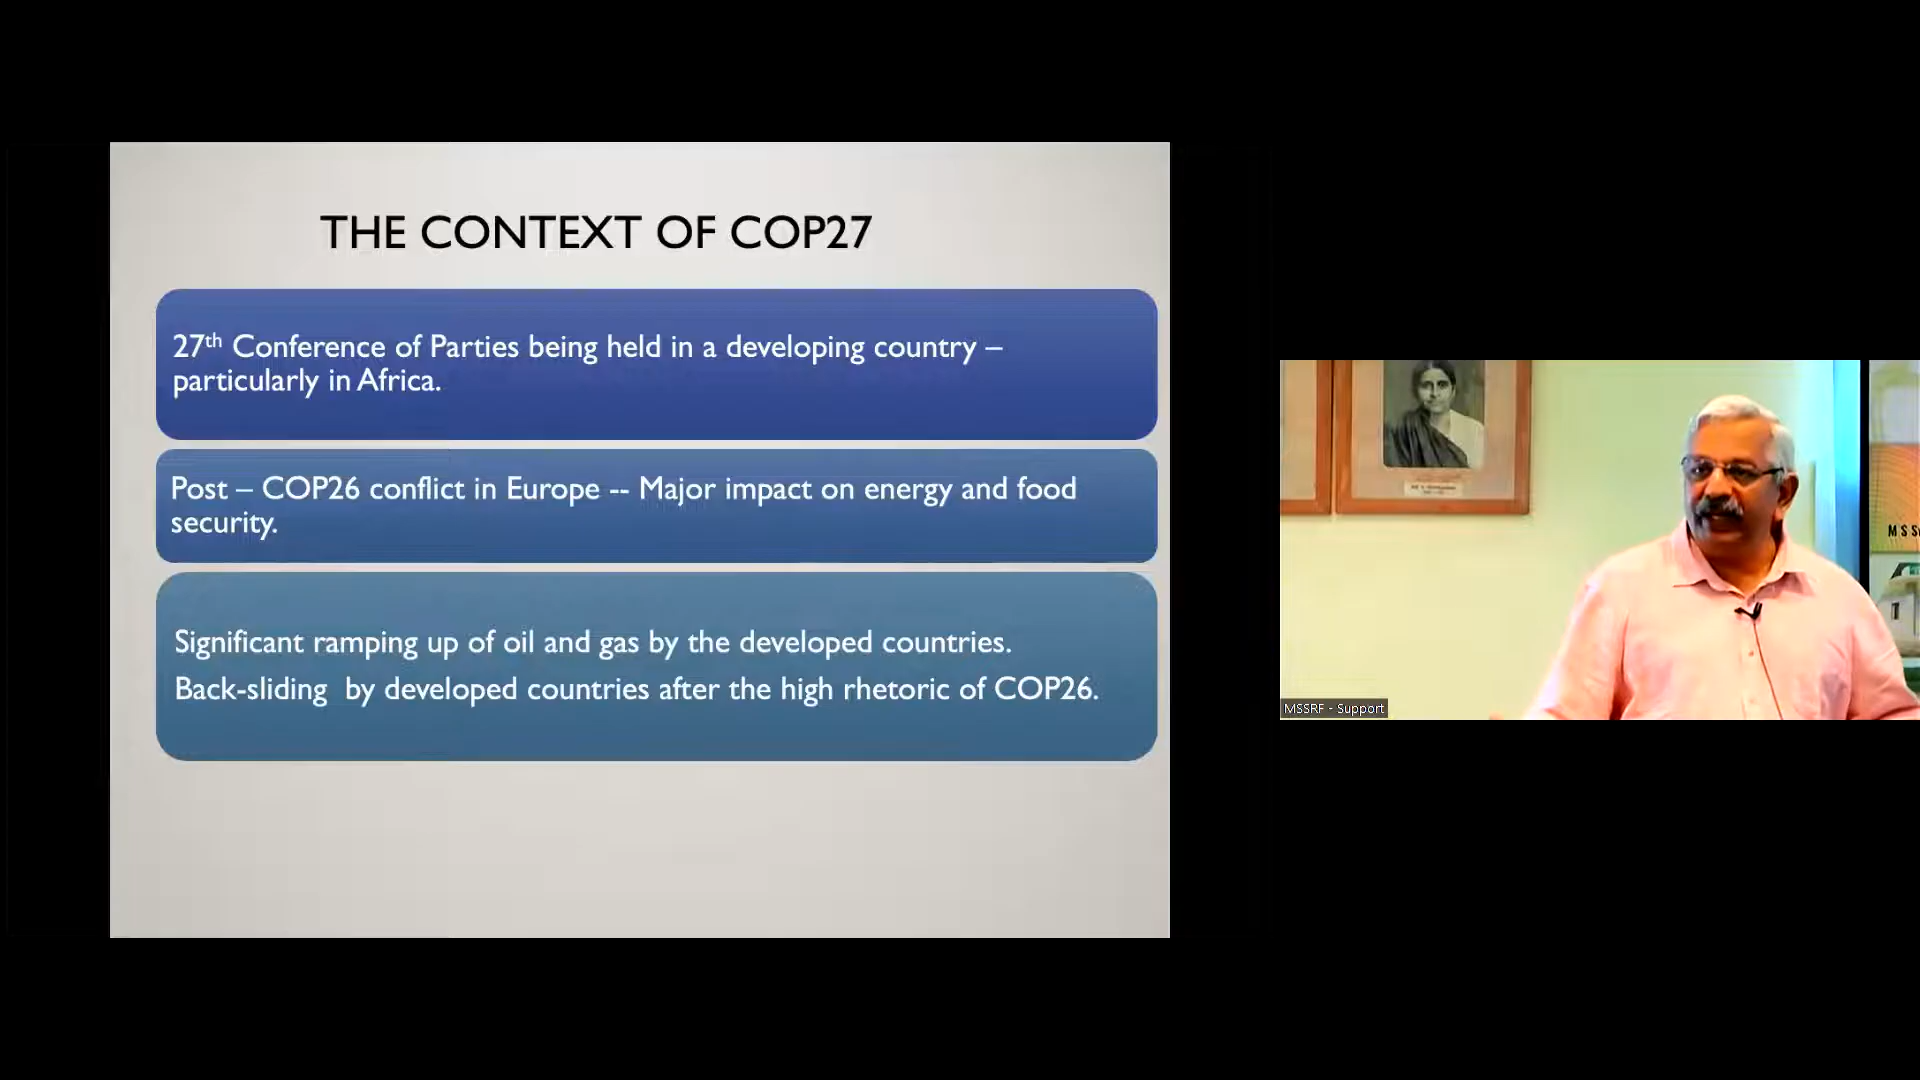 THE CONTEXT OF COP27
27th Conference of Parties being held in a developing country –
particularly in Africa.
Post – COP26 conflict in Europe -- Major impact on energy and food
security.
Significant ramping up of oil and gas by the developed countries.
Back-sliding by developed countries after the high rhetoric of COP26.
MSSRF - Support
M S S